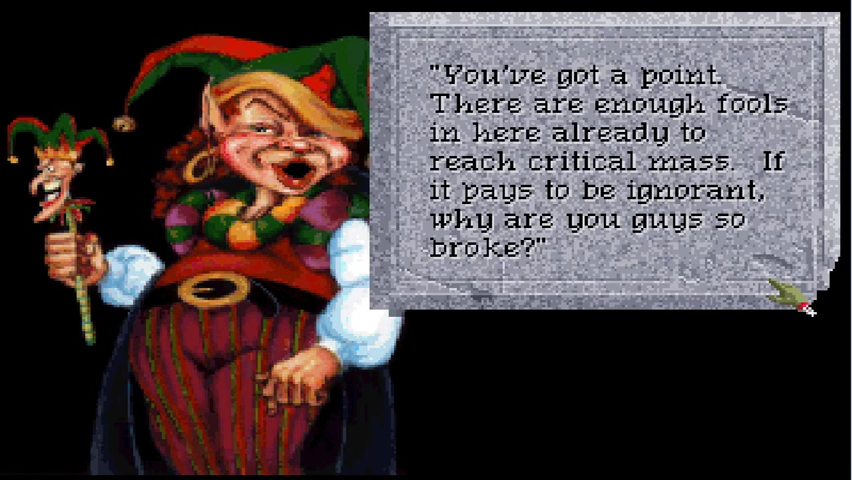 "You've got a point.
There are enough fools
in here already to
reach critical mass.  If
it pays to be ignorant,
why are you guys so
broke?"